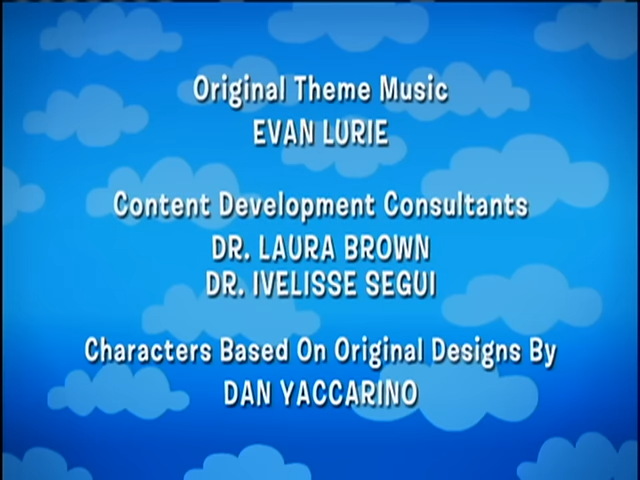 Original Theme Music
EVAN LURIE
Content Development Consultants
DR. LAURA BROWN
DR. IVELISSE SEGUI
Characters Based On Original Designs By
DAN YACCARINO